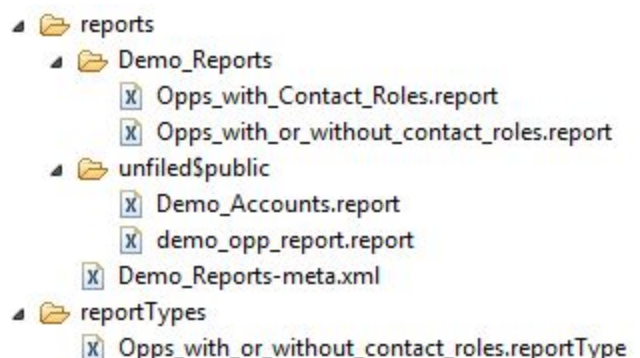 reports
Demo_Reports
Opps_with_Contact_Roles.report
Opps_with_or_without_contact_roles.report
unfiled$public
Demo_Accounts.report
demo_opp_report.report
Demo_Reports-meta.xml
reportTypes
Opps_with_or_without_contact_roles.reportType